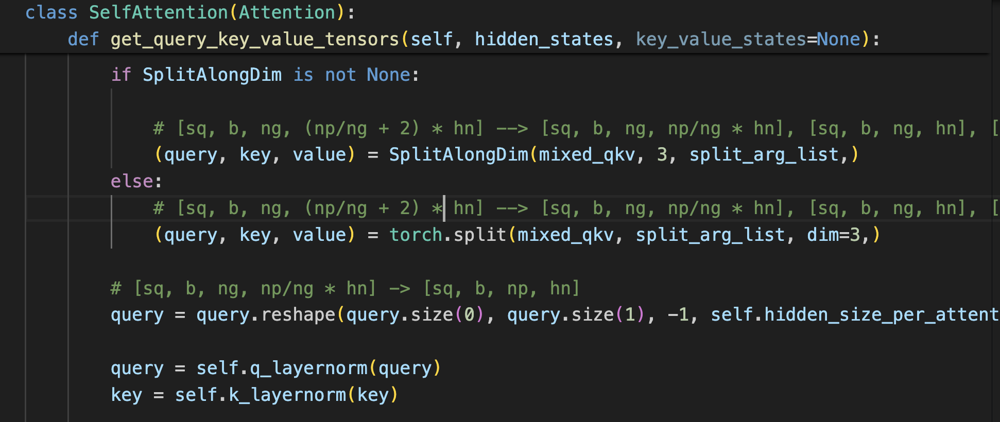 class SelfAttention(Attention):
def get_query_key_value_tensors(self, hidden_states, key_value_states=None):
if SplitAlongDim is not None:
# [sq, b, ng, (np/ng + 2) * hn] --> [sq, b, ng, np/ng * hn], [sq, b, ng, hn], [
(query, key, value) = SplitAlongDim(mixed_qkv, 3, split_arg_list,)
else:
# [sq, b, ng, (np/ng + 2) * hn] --> [sq, b, ng, np/ng * hn], [sq, b, ng, hn], [
(query, key, value) = torch.split(mixed_qkv, split_arg_list, dim=3,)
# [sq, b, ng, np/ng * hn] -> [sq, b, np, hn]
query = query.reshape(query.size(0), query.size(1), -1, self.hidden_size_per_attent
query = self.q_layernorm(query)
key = self.k_layernorm(key)